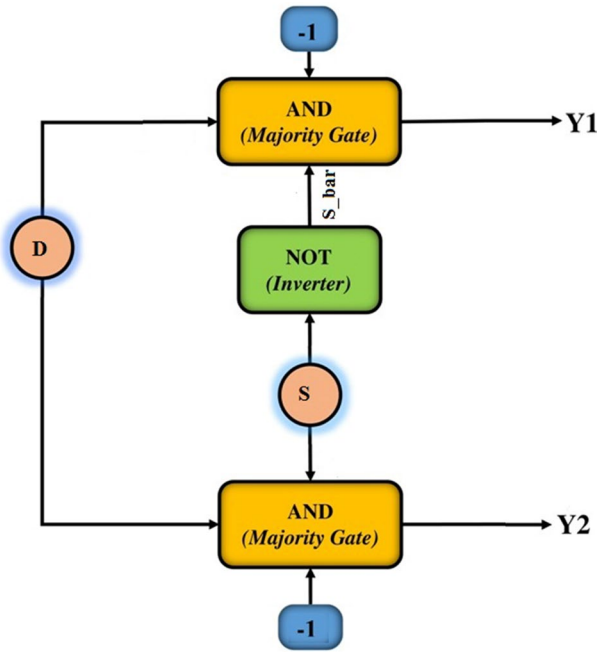 -1
AND
(Majority Gate)
Y1
S_bar
D
NOT
(Inverter)
S
AND
(Majority Gate)
Y2
-1